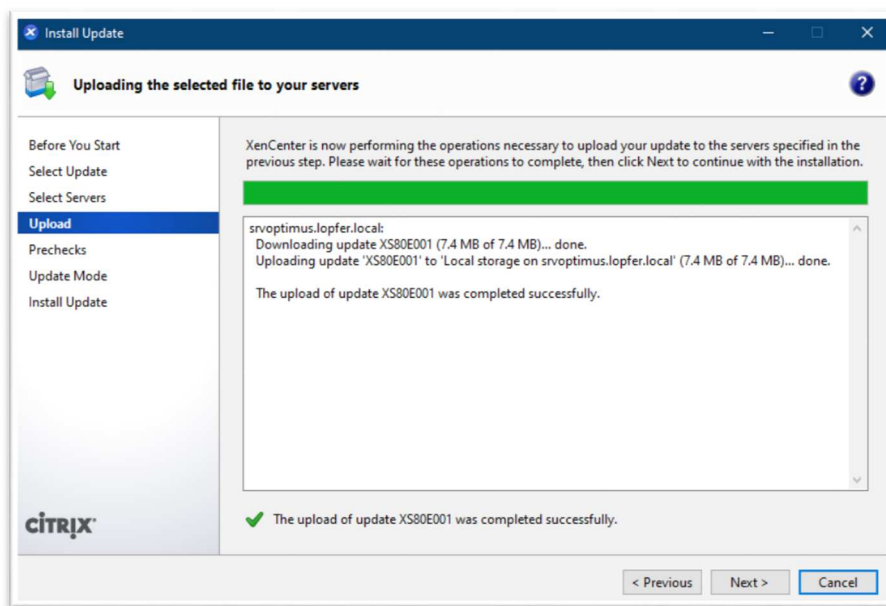 Install Update
Uploading the selected file to your servers
?
Before You Start
Select Update
Select Servers
Upload
Prechecks
Update Mode
Install Update
CİTRIX
XenCenter is now performing the operations necessary to upload your update to the servers specified in the
previous step. Please wait for these operations to complete, then click Next to continue with the installation.
srvoptimus.lopfer.local:
Downloading update XS80E001 (7.4 MB of 7.4 MB)... done.
Uploading update 'XS80E001' to 'Local storage on srvoptimus.lopfer.local' (7.4 MB of 7.4 MB)... done.
The upload of update XS80E001 was completed successfully.
The upload of update XS80E001 was completed successfully.
< Previous
Next >
Cancel